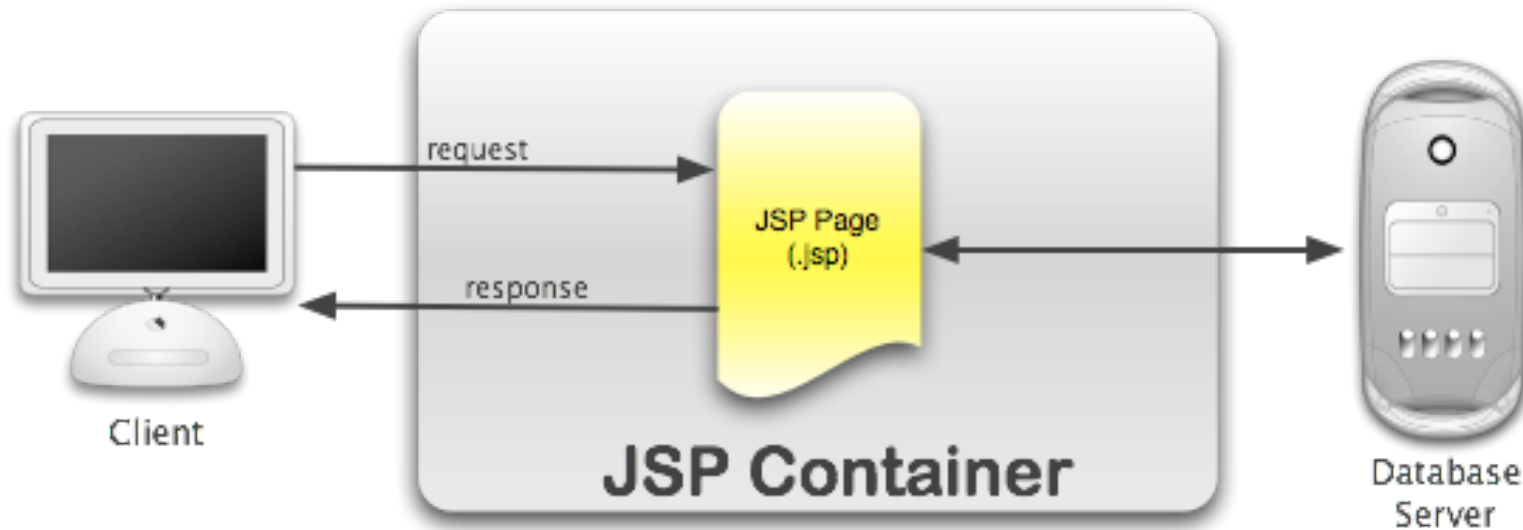 request
JSP Page
(.jsp)
response
Client
JSP Container
Database
Server